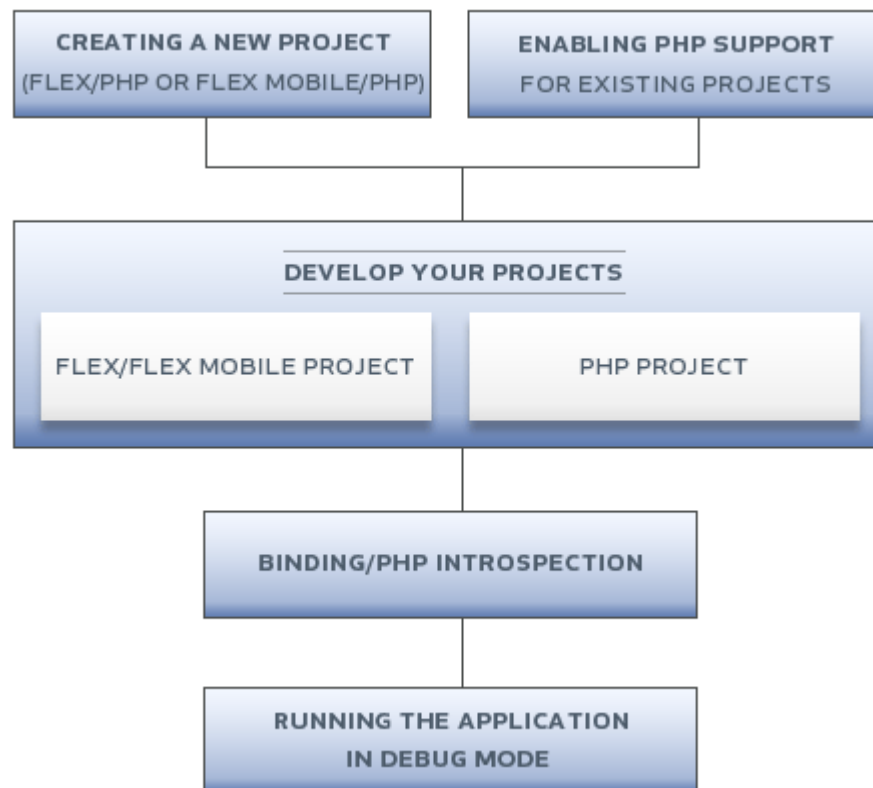 CREATING A NEW PROJECT
(FLEX/PHP OR FLEX MOBILE/PHP)
ENABLING PHP SUPPORT
FOR EXISTING PROJECTS
DEVELOP YOUR PROJECTS
FLEX/FLEX MOBILE PROJECT
PHP PROJECT
BINDING/PHP INTROSPECTION
RUNNING THE APPLICATION
IN DEBUG MODE